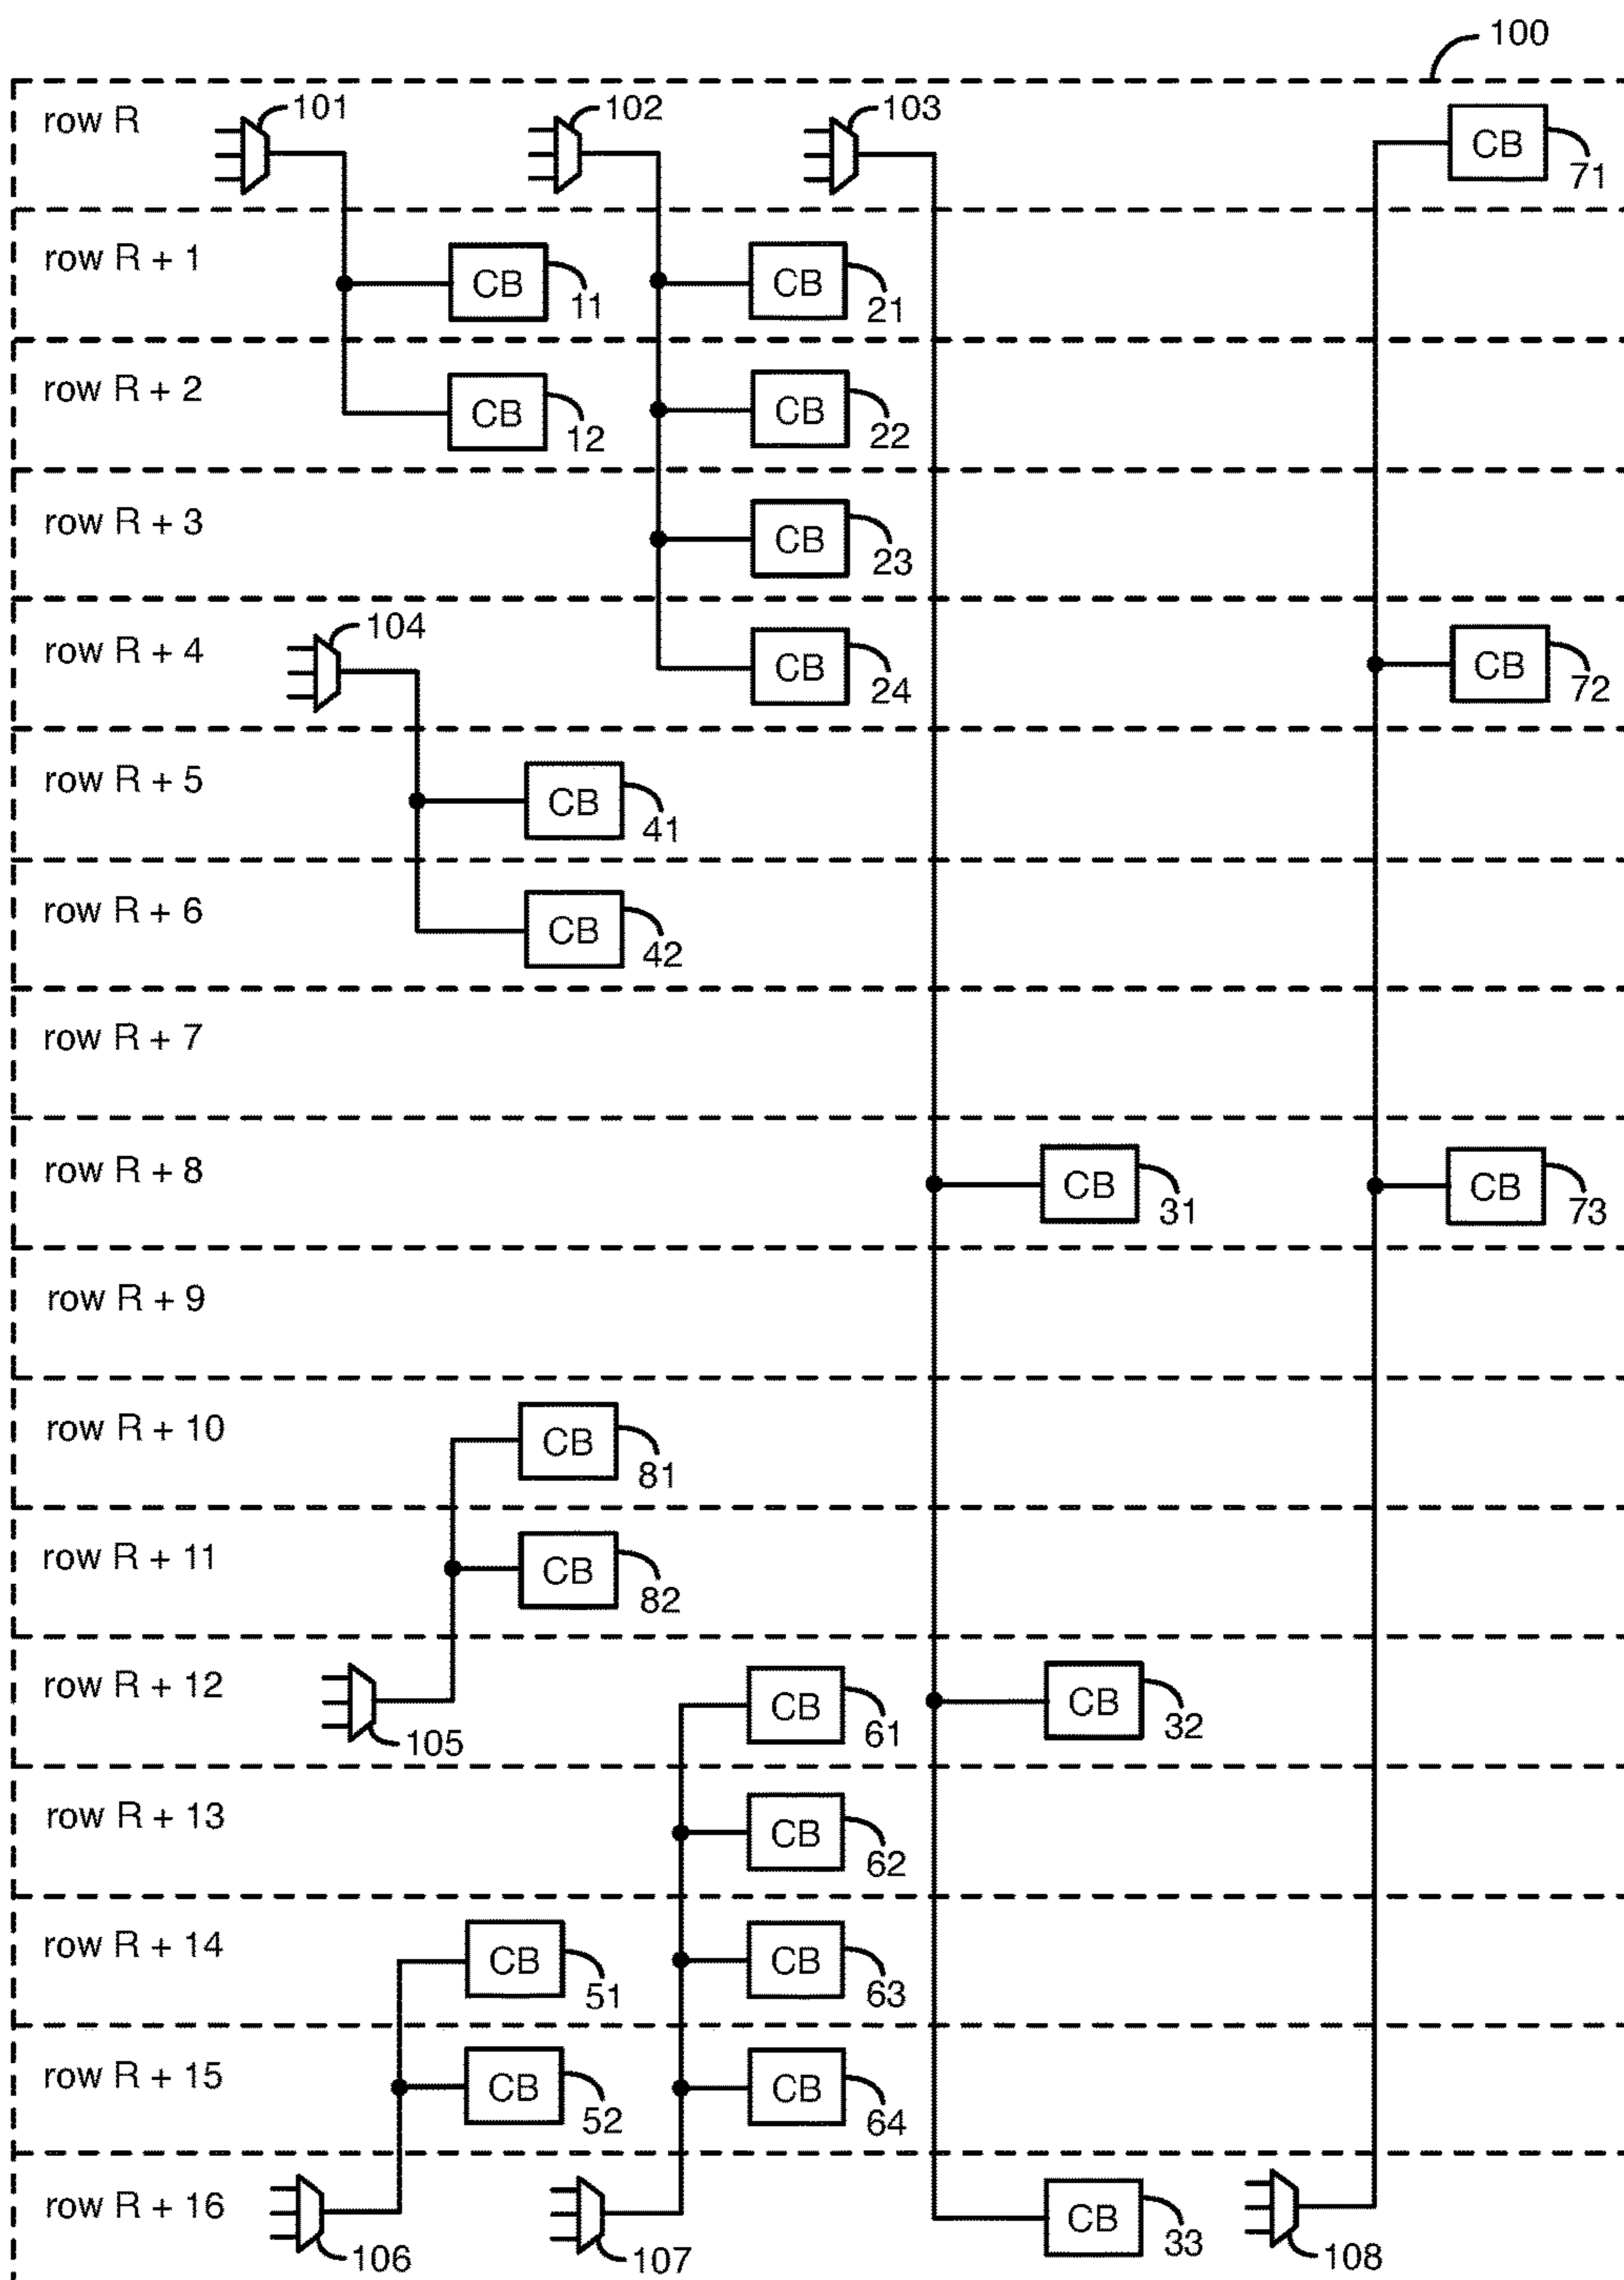 100
row R 101 102 103 CB 71
row R + 1 CB 11 CB 21
row R + 2 CB 12 CB 22
row R + 3 CB 23
row R + 4 104 CB 24 CB 72
row R + 5 CB 41
row R + 6 CB 42
row R + 7
row R + 8 CB 31 CB 73
row R + 9
row R + 10 CB 81
row R + 11 CB 82
row R + 12 105 CB 61 CB 32
row R + 13 CB 62
row R + 14 CB 51 CB 63
row R + 15 CB 52 CB 64
row R + 16 106 107 CB 33 108